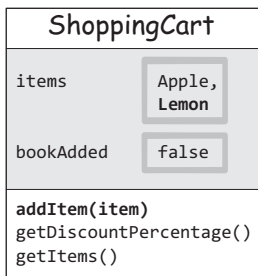 ShoppingCart
items Apple,
Lemon
bookAdded false
addItem(item)
getDiscountPercentage()
getItems()